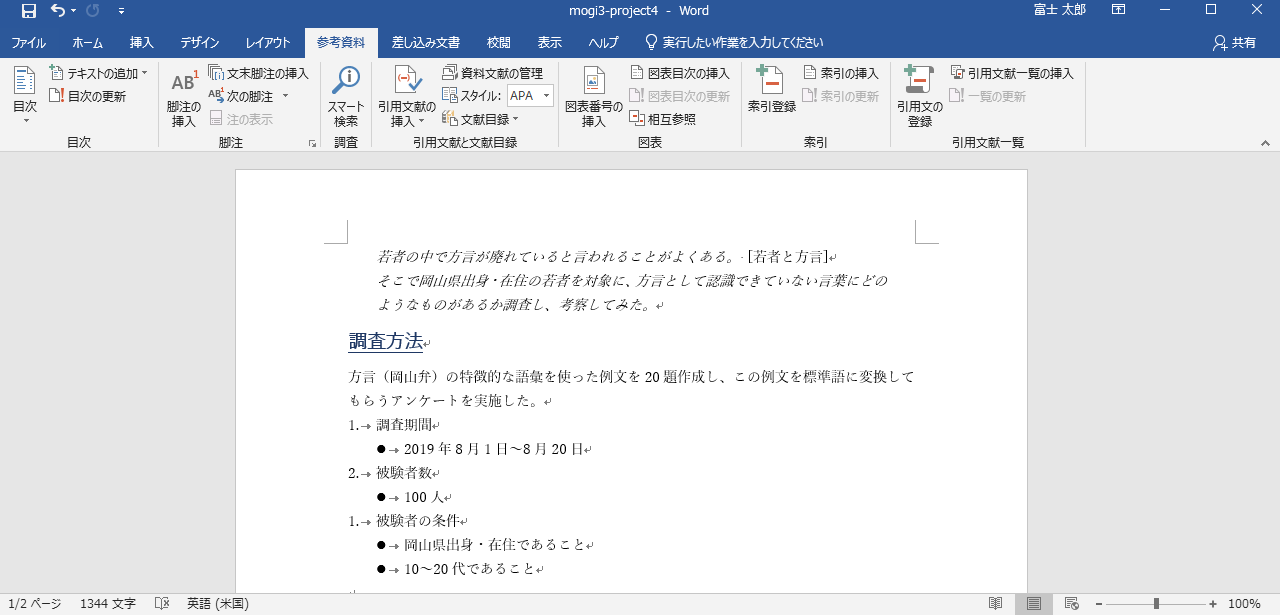 mogi3-project4 - Word
富士 太郎
ファイル ホーム 挿入 デザイン レイアウト 参考資料 差し込み文書 校閲 表示 ヘルプ 実行したい作業を入力してください 共有
目次
テキストの追加
目次の更新
目次
AB1
脚注の
挿入
文末脚注の挿入
次の脚注
注の表示
脚注
スマート
検索
調査
引用文献の
挿入
資料文献の管理
スタイル: APA
文献目録
引用文献と文献目録
図表番号の
挿入
図表目次の挿入
図表目次の更新
相互参照
図表
索引登録
索引の挿入
索引の更新
索引
引用文の
登録
引用文献一覧の挿入
一覧の更新
引用文献一覧
若者の中で方言が廃れていると言われることがよくある。 [若者と方言]
そこで岡山県出身・在住の若者を対象に、方言として認識できていない言葉にどの
ようなものがあるか調査し、考察してみた。
調査方法
方言（岡山弁）の特徴的な語彙を使った例文を 20 題作成し、この例文を標準語に変換して
もらうアンケートを実施した。
1. 調査期間
● 2019 年 8 月 1 日～8 月 20 日
2. 被験者数
● 100 人
1. 被験者の条件
● 岡山県出身・在住であること
● 10～20 代であること
1/2 ページ 1344 文字 英語 (米国) 100%